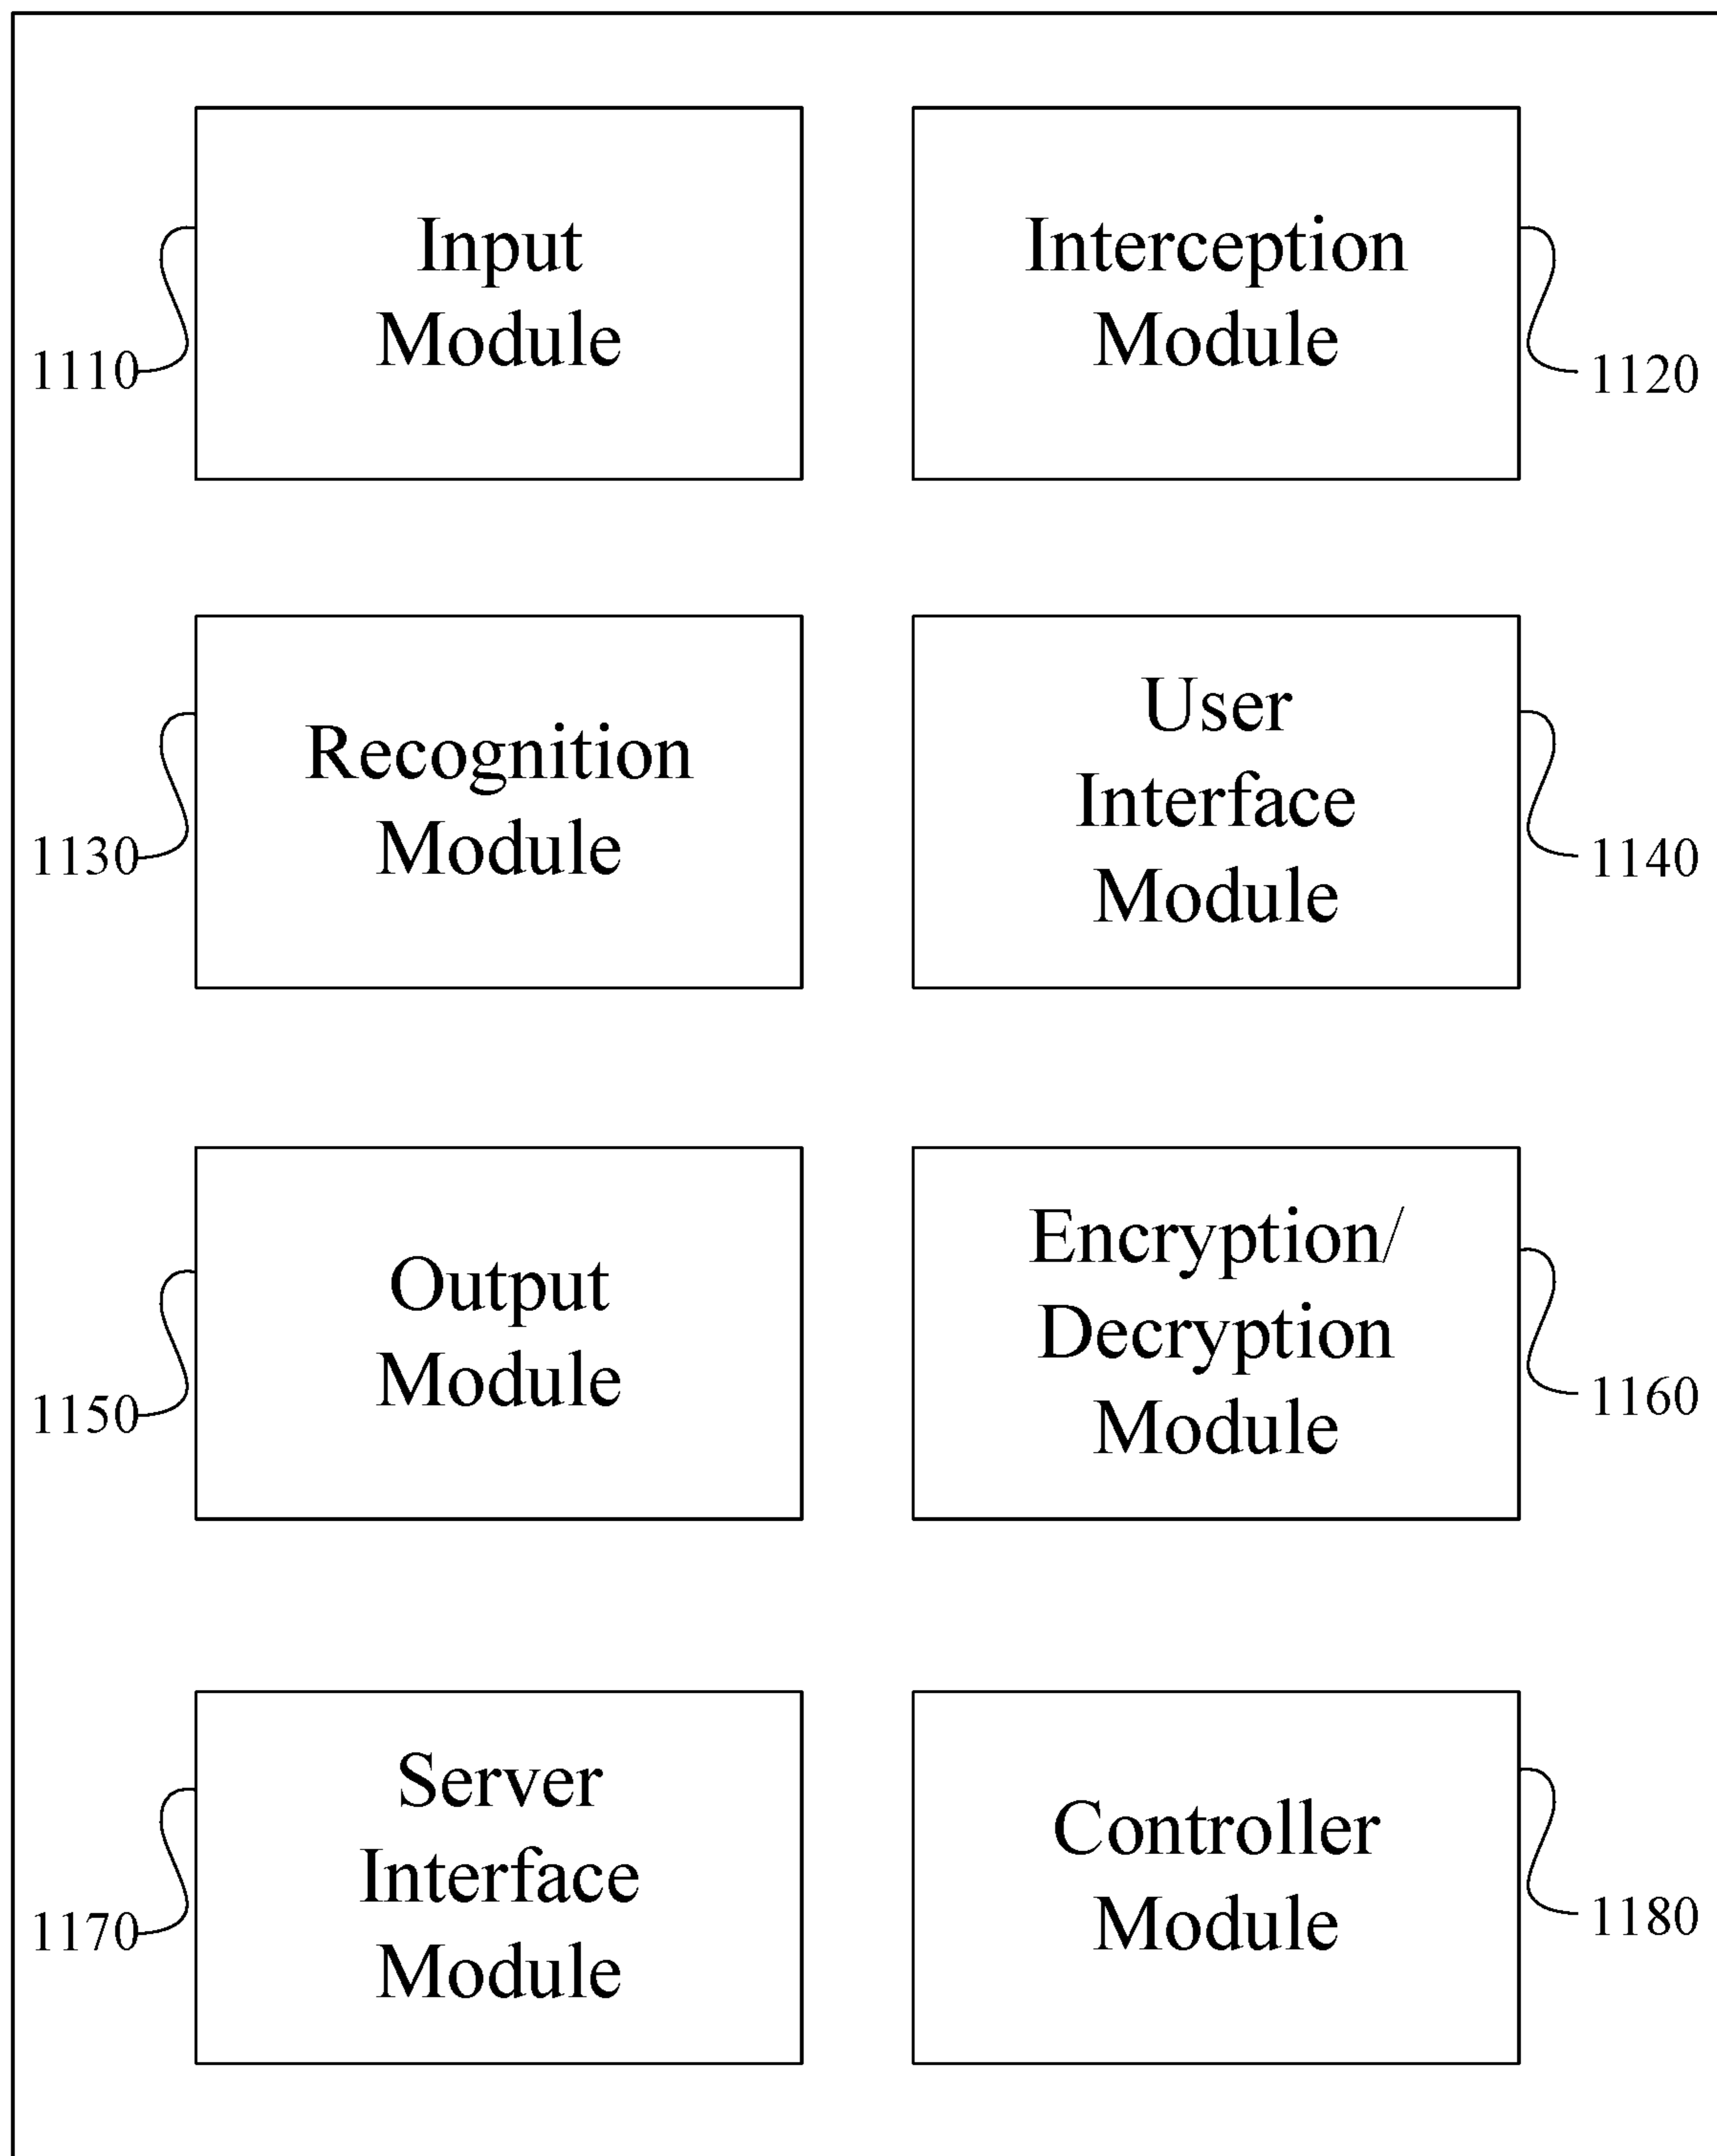 Input
Module
1110
Interception
Module
1120
Recognition
Module
1130
User
Interface
Module
1140
Output
Module
1150
Encryption/
Decryption
Module
1160
Server
Interface
Module
1170
Controller
Module
1180